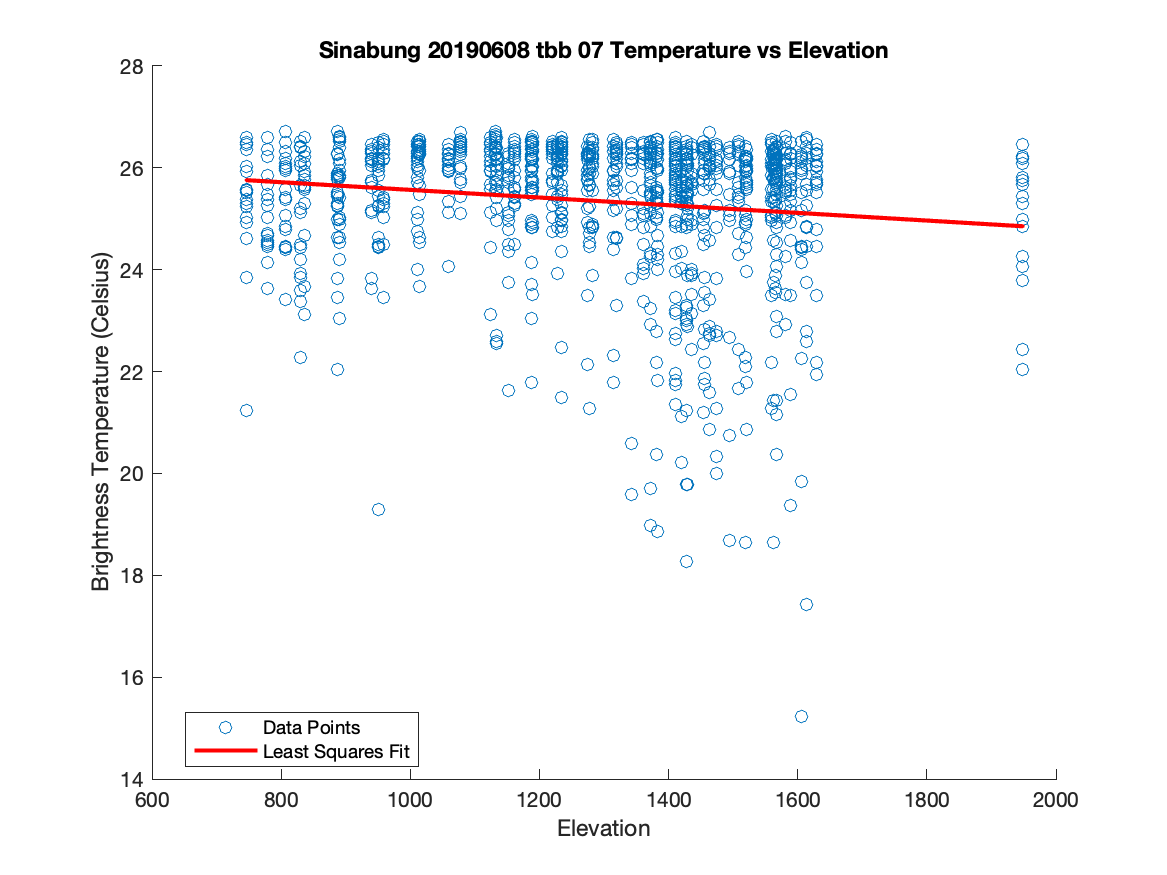 Sinabung 20190608 tbb 07 Temperature vs Elevation
28
26
24
22
20
18
16
14
Brightness Temperature (Celsius)
Data Points
Least Squares Fit
600 800 1000 1200 1400 1600 1800 2000
Elevation